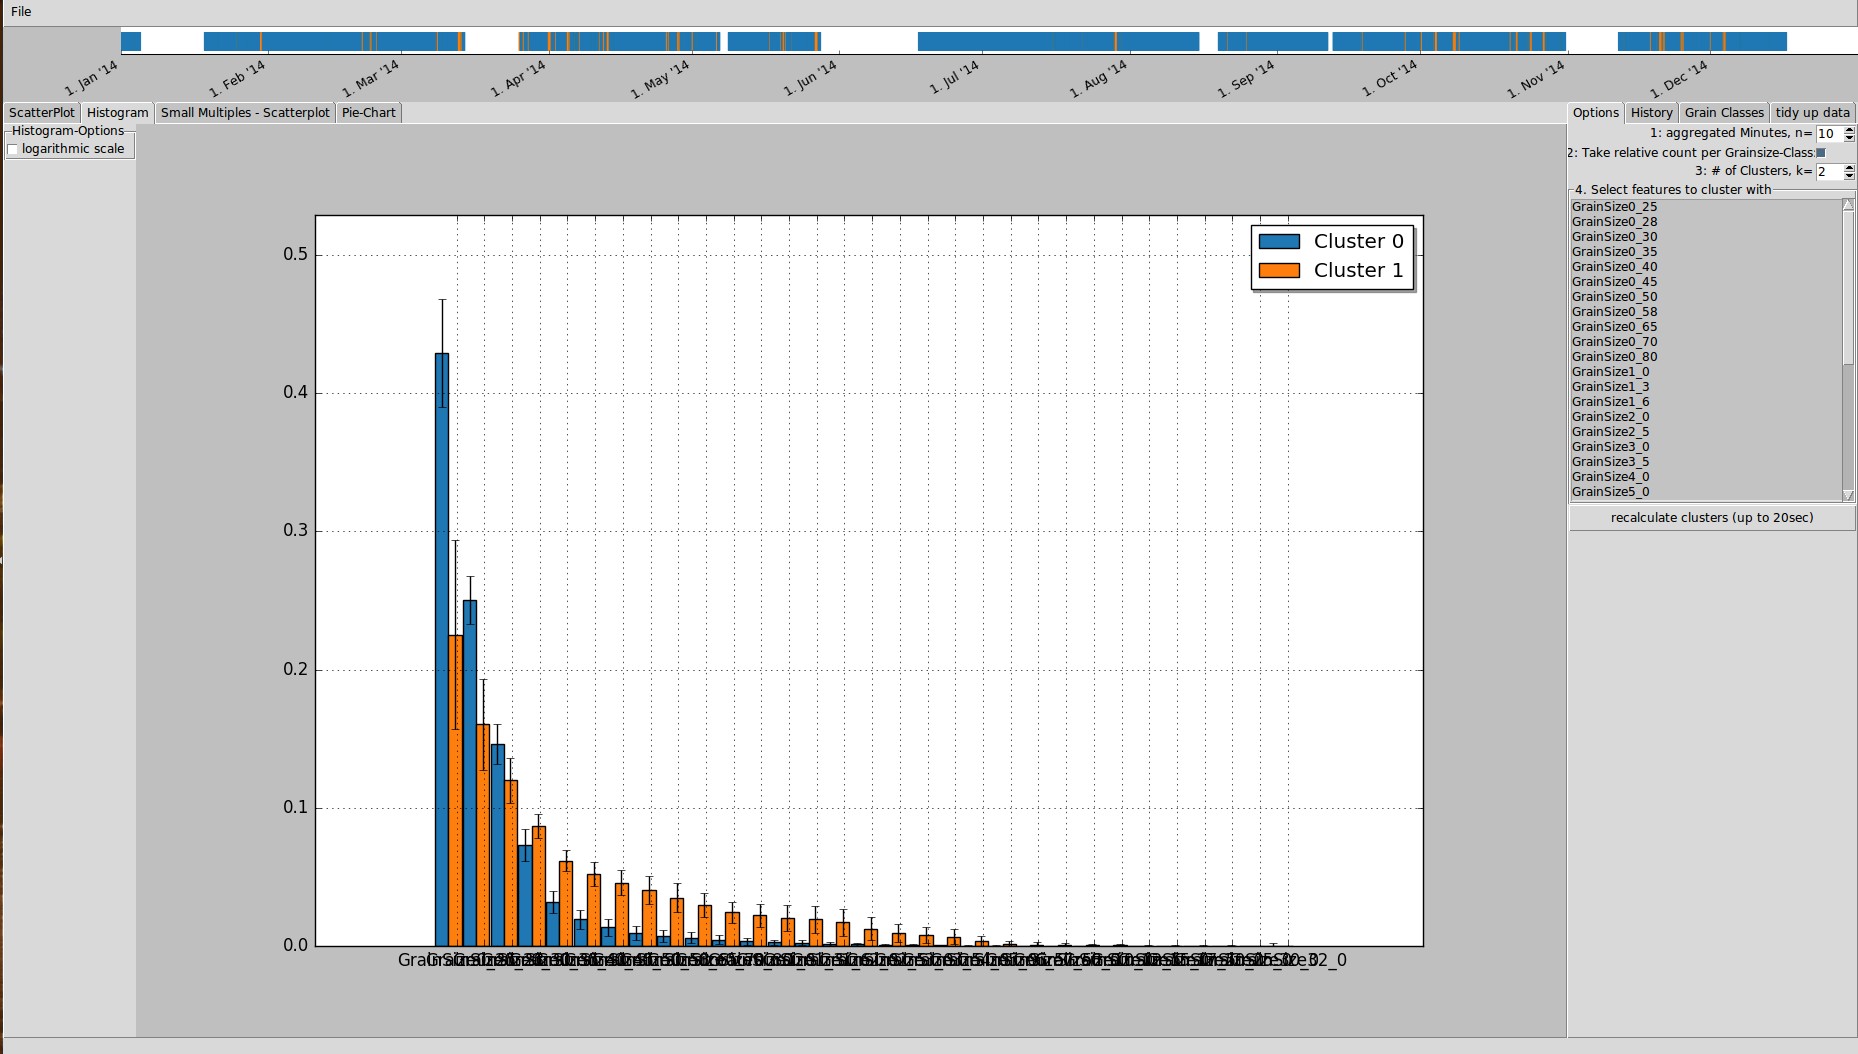 File
1. Jan '14
1. Feb '14
1. Mar '14
1. Apr '14
1. May '14
1. Jun '14
1. Jul '14
1. Aug '14
1. Sep '14
1. Oct '14
1. Nov '14
1. Dec '14
ScatterPlot Histogram Small Multiples - Scatterplot Pie-Chart
Options History Grain Classes tidy up data
Histogram-Options
logarithmic scale
1: aggregated Minutes, n= 10
2: Take relative count per Grainsize-Class:
3: # of Clusters, k= 2
4. Select features to cluster with
GrainSize0_25
GrainSize0_28
GrainSize0_30
GrainSize0_35
GrainSize0_40
GrainSize0_45
GrainSize0_50
GrainSize0_58
GrainSize0_65
GrainSize0_70
GrainSize0_80
GrainSize1_0
GrainSize1_3
GrainSize1_6
GrainSize2_0
GrainSize2_5
GrainSize3_0
GrainSize3_5
GrainSize4_0
GrainSize5_0
recalculate clusters (up to 20sec)
Cluster 0
Cluster 1
0.5
0.4
0.3
0.2
0.1
0.0